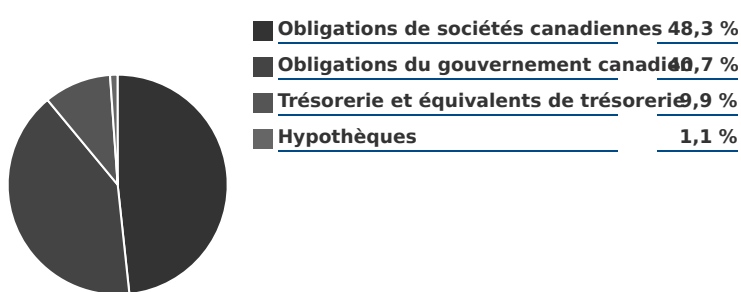 Obligations de sociétés canadiennes 48,3 %
Obligations du gouvernement canadien 40,7 %
Trésorerie et équivalents de trésorerie 9,9 %
Hypothèques 1,1 %